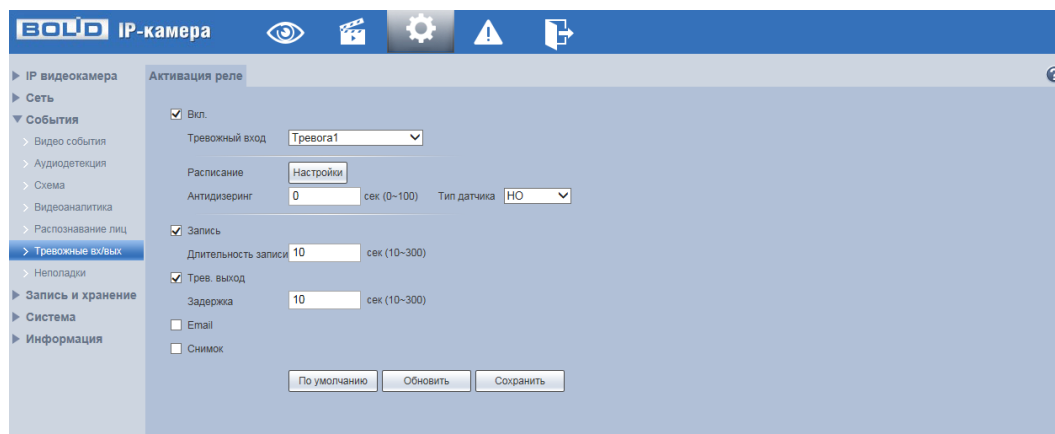 BOLID IP-камера
IP видеокамера
Сеть
События
Видео события
Аудиодетекция
Схема
Видеоаналитика
Распознавание лиц
Тревожные вх/вых
Неполадки
Запись и хранение
Система
Информация
Активация реле
Вкл.
Тревожный вход Тревога1
Расписание Настройки
Антидизеринг 0 сек (0~100) Тип датчика НО
Запись
Длительность записи 10 сек (10~300)
Трев. выход
Задержка 10 сек (10~300)
Email
Снимок
По умолчанию Обновить Сохранить